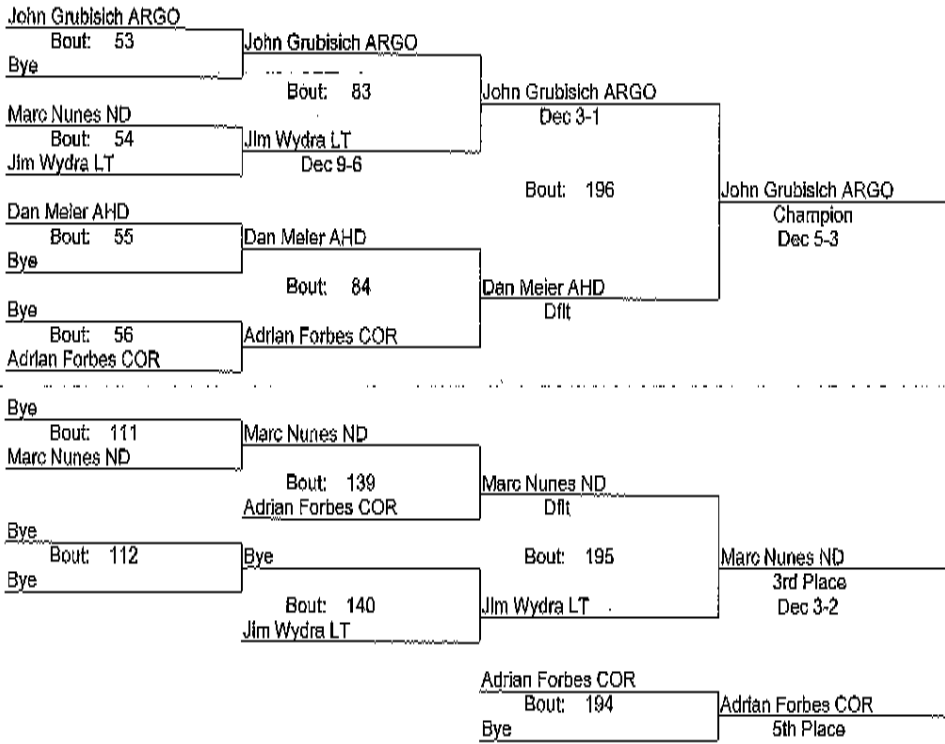 John Grubisich ARGO
Bout: 53
Bye
John Grubisich ARGO
Bout: 83
Marc Nunes ND
Bout: 54
Jim Wydra LT
Jim Wydra LT
Dec 9-6
John Grubisich ARGO
Dec 3-1
Bout: 196
Dan Meier AHD
Bout: 55
Bye
Dan Meier AHD
Bout: 84
Bye
Bout: 56
Adrian Forbes COR
Adrian Forbes COR
Dan Meier AHD
Dflt
John Grubisich ARGO
Champion
Dec 5-3
Bye
Bout: 111
Marc Nunes ND
Marc Nunes ND
Bout: 139
Adrian Forbes COR
Marc Nunes ND
Dflt
Bye
Bout: 112
Bye
Bye
Bout: 140
Jim Wydra LT
Bout: 195
Jim Wydra LT
Marc Nunes ND
3rd Place
Dec 3-2
Adrian Forbes COR
Bout: 194
Bye
Adrian Forbes COR
5th Place